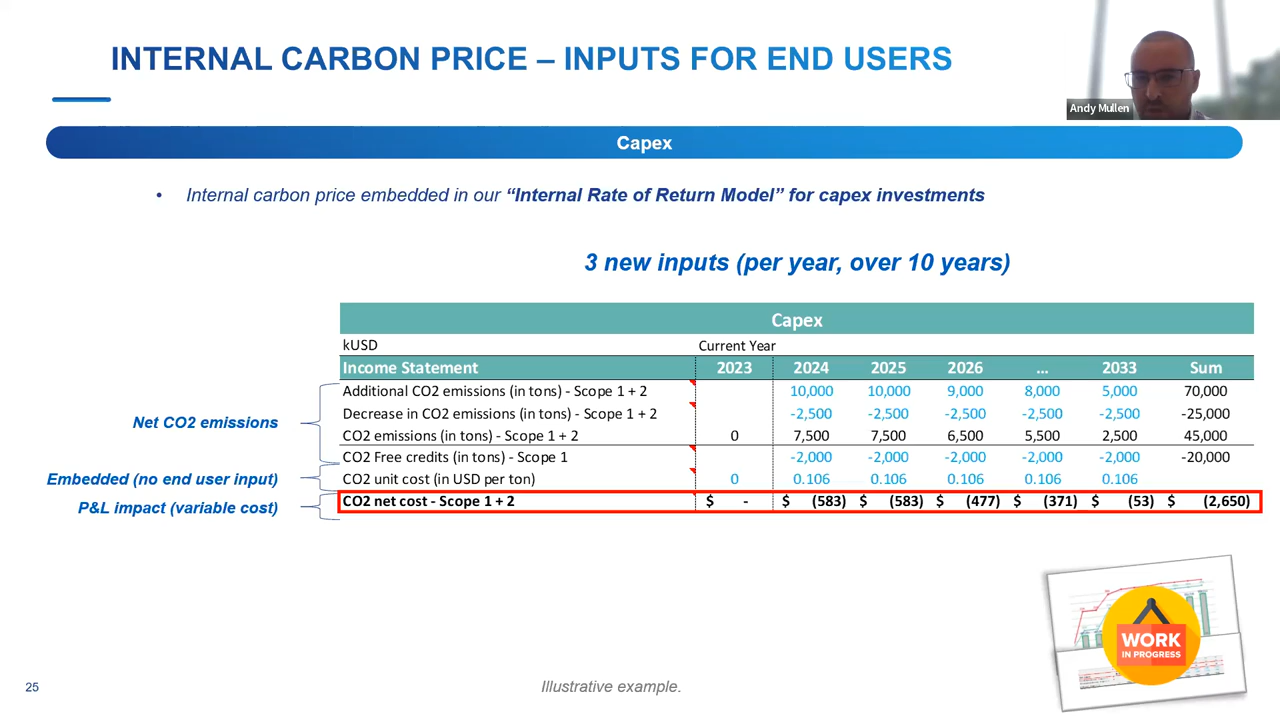 INTERNAL CARBON PRICE – INPUTS FOR END USERS
Andy Mullen
Capex
• Internal carbon price embedded in our “Internal Rate of Return Model” for capex investments
3 new inputs (per year, over 10 years)
Capex
kUSD Current Year
Income Statement 2023 2024 2025 2026 ... 2033 Sum
Additional CO2 emissions (in tons) - Scope 1 + 2 10,000 10,000 9,000 8,000 5,000 70,000
Decrease in CO2 emissions (in tons) - Scope 1 + 2 -2,500 -2,500 -2,500 -2,500 -2,500 -25,000
Net CO2 emissions
CO2 emissions (in tons) - Scope 1 + 2 0 7,500 7,500 6,500 5,500 2,500 45,000
CO2 Free credits (in tons) - Scope 1 -2,000 -2,000 -2,000 -2,000 -2,000 -20,000
Embedded (no end user input)
CO2 unit cost (in USD per ton) 0 0.106 0.106 0.106 0.106 0.106
P&L impact (variable cost)
CO2 net cost - Scope 1 + 2 $ - $ (583) $ (583) $ (477) $ (371) $ (53) $ (2,650)
WORK
IN PROGRESS
25
Illustrative example.